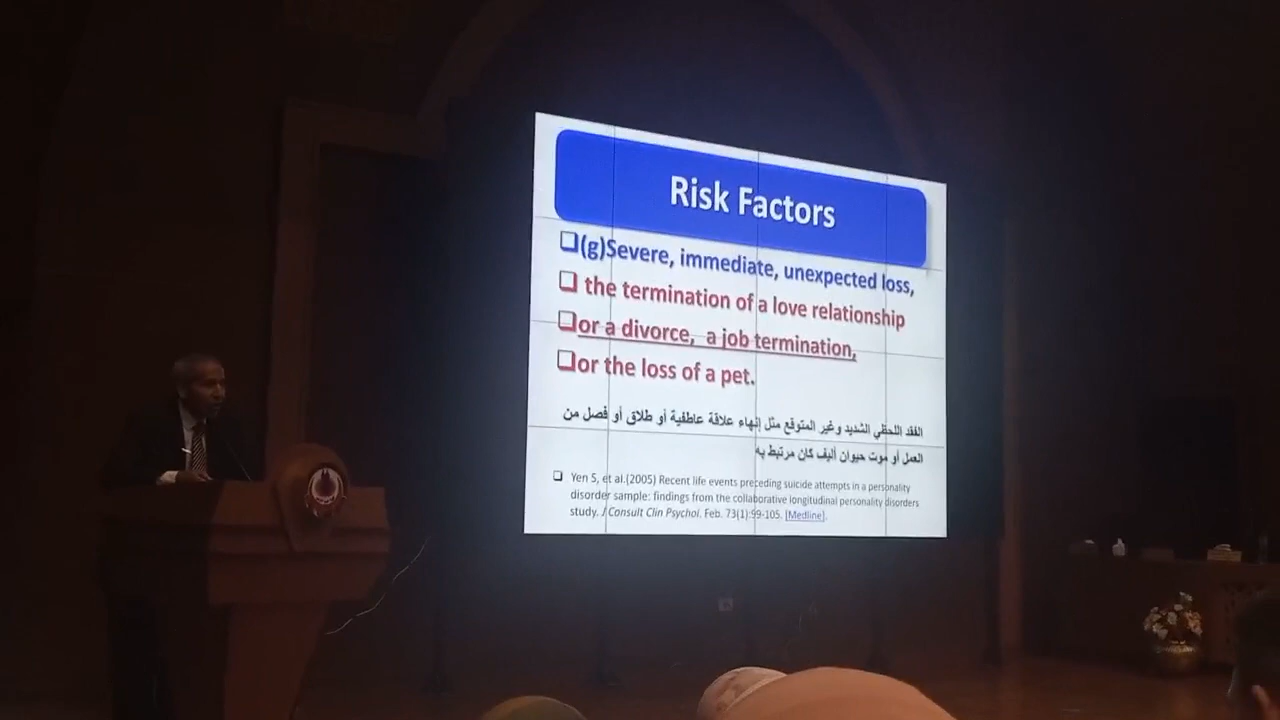 Risk Factors
❑(g)Severe, immediate, unexpected loss,
❑ the termination of a love relationship
❑or a divorce, a job termination,
❑or the loss of a pet.
الفقد اللحظي الشديد وغير المتوقع مثل إنهاء علاقة عاطفية أو طلاق أو فصل من
العمل أو موت حيوان أليف كان مرتبط به
❑ Yen S, et al.(2005) Recent life events preceding suicide attempts in a personality
disorder sample: findings from the collaborative longitudinal personality disorders
study. J Consult Clin Psychol. Feb. 73(1):99-105. [Medline].